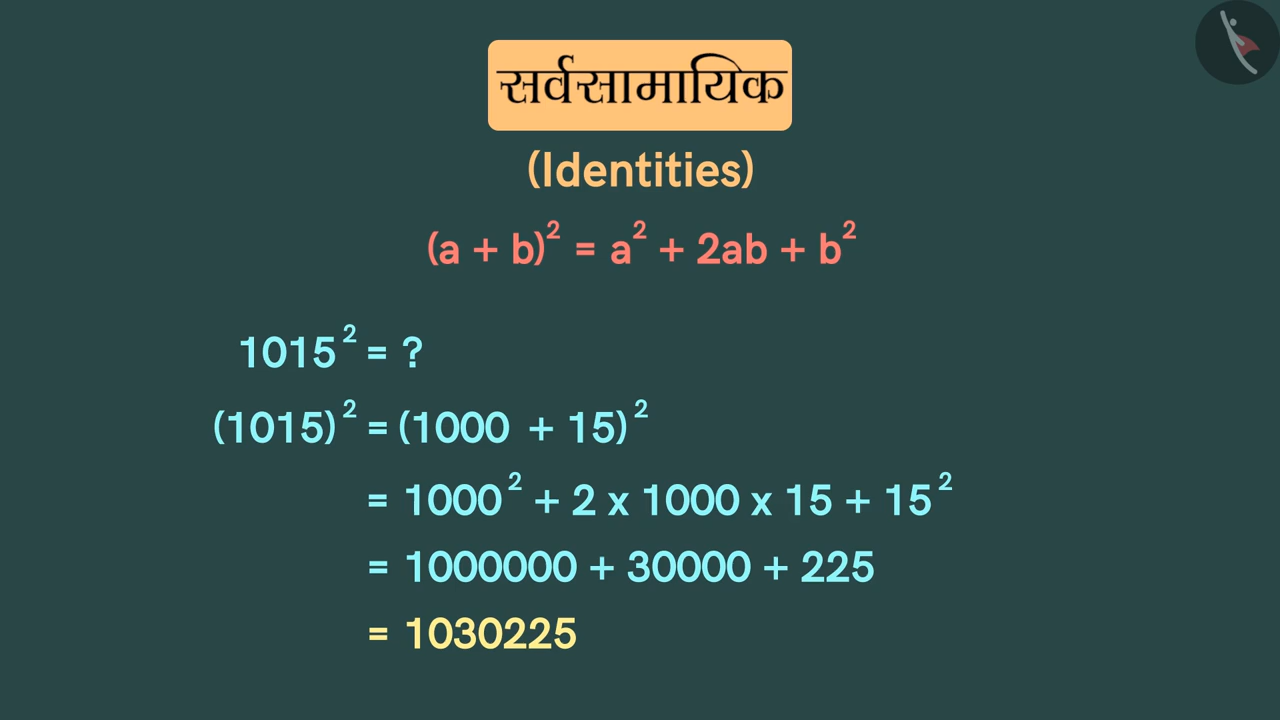 सर्वसामायिक
(Identities)
(a + b)² = a² + 2ab + b²
1015² = ?
(1015)² = (1000 + 15)²
= 1000² + 2 x 1000 x 15 + 15²
= 1000000 + 30000 + 225
= 1030225